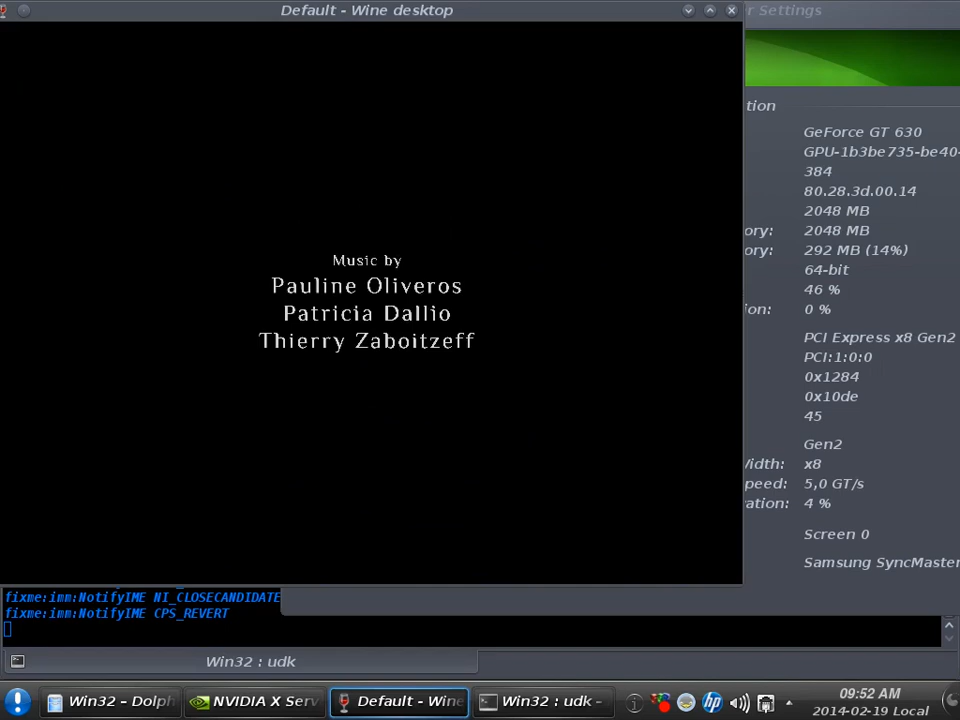 Default - Wine desktop
r Settings
Music by
Pauline Oliveros
Patricia Dallio
Thierry Zaboitzeff
tion
GeForce GT 630
GPU-1b3be735-be40-
384
80.28.3d.00.14
2048 MB
ory: 2048 MB
ory: 292 MB (14%)
64-bit
46 %
ion: 0 %
PCI Express x8 Gen2
PCI:1:0:0
0x1284
0x10de
45
Gen2
Width: x8
peed: 5,0 GT/s
ation: 4 %
Screen 0
Samsung SyncMaste
fixme:imm:NotifyIME NI_CLOSECANDIDATE
fixme:imm:NotifyIME CPS_REVERT
Win32 : udk
Win32 – Dolph
NVIDIA X Serv
Default - Wine
Win32 : udk –
09:52 AM
2014-02-19 Local